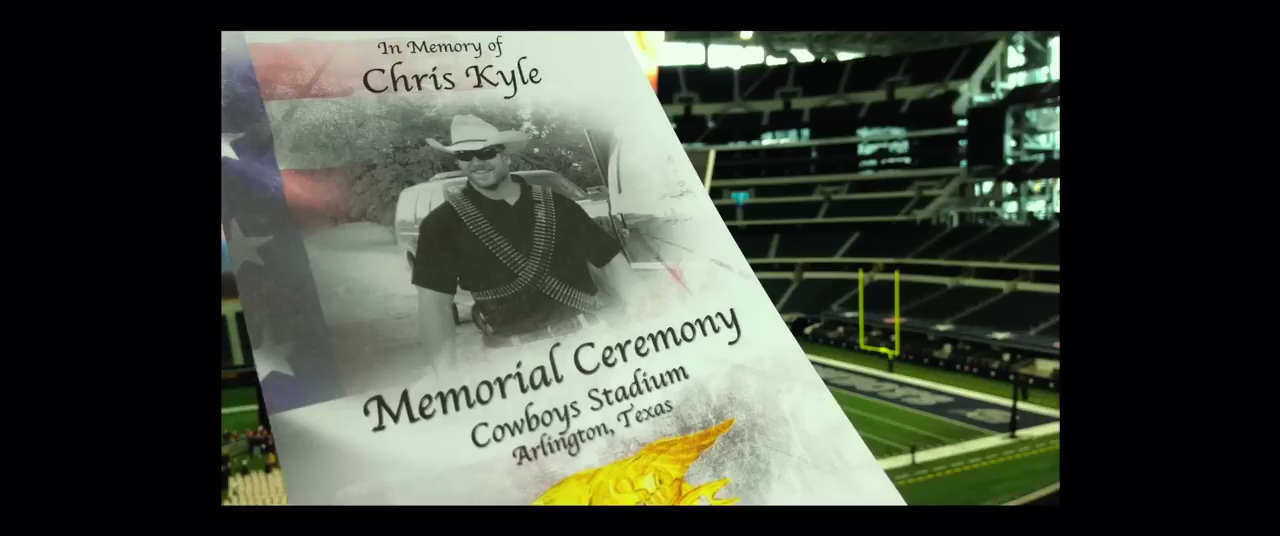 In Memory of
Chris Kyle
Memorial Ceremony
Cowboys Stadium
Arlington, Texas